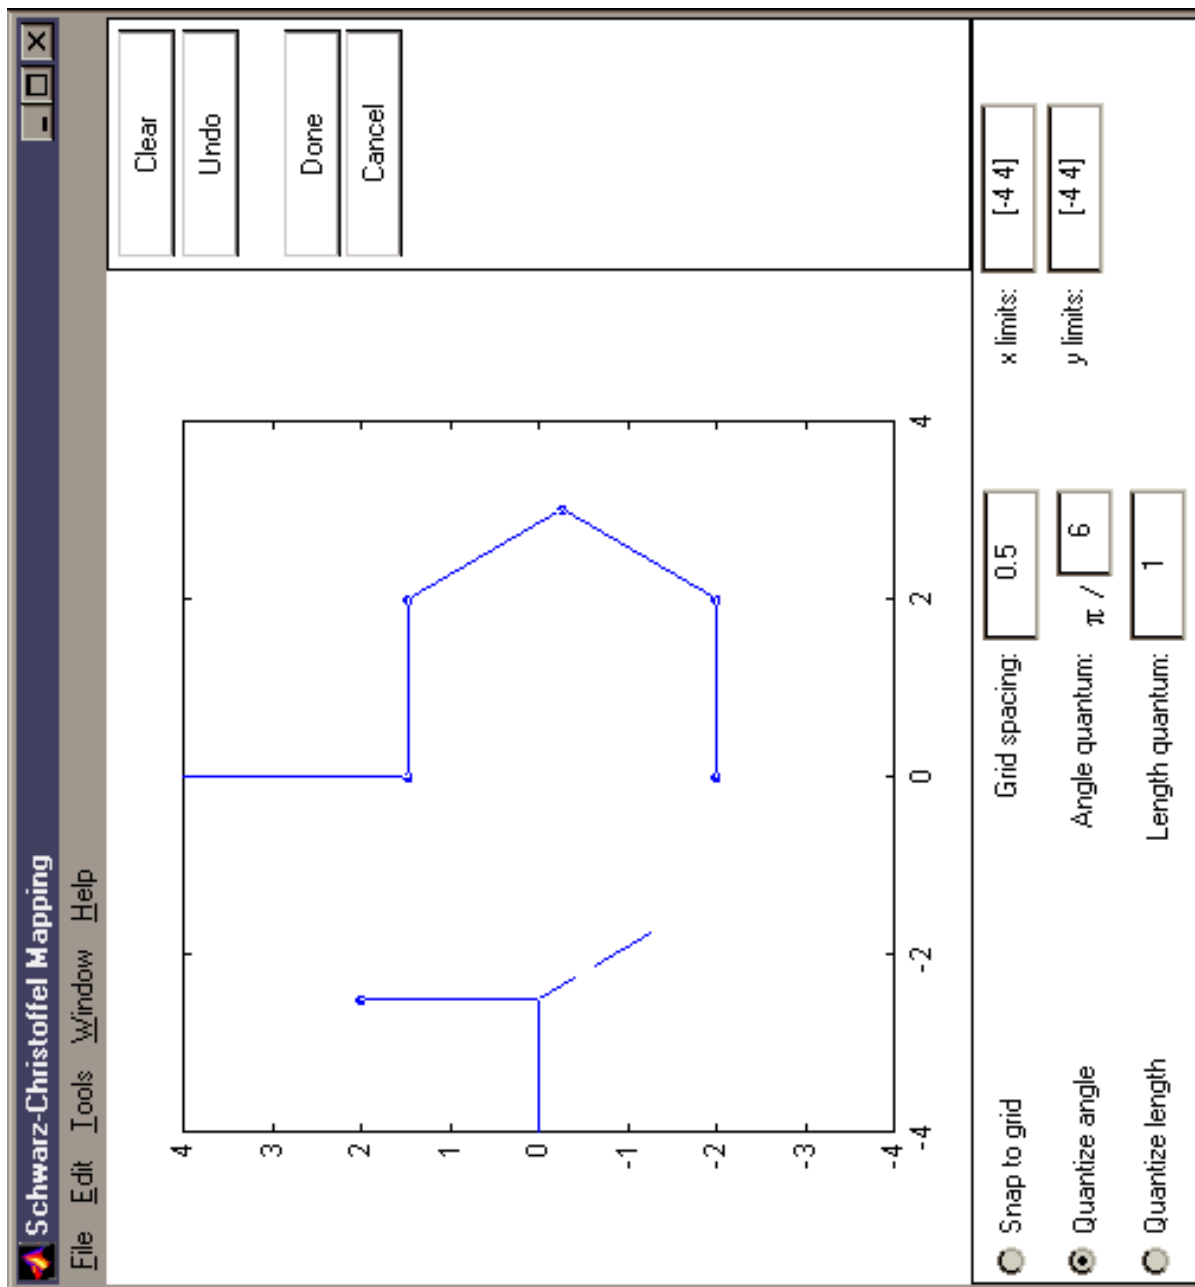 Schwarz-Christoffel Mapping
File Edit Tools Window Help
Clear
Undo
Done
Cancel
4
3
2
1
0
-1
-2
-3
-4
-4 -2 0 2 4
Snap to grid Grid spacing: 0.5 x limits: [-4 4]
Quantize angle Angle quantum: π / 6 y limits: [-4 4]
Quantize length Length quantum: 1